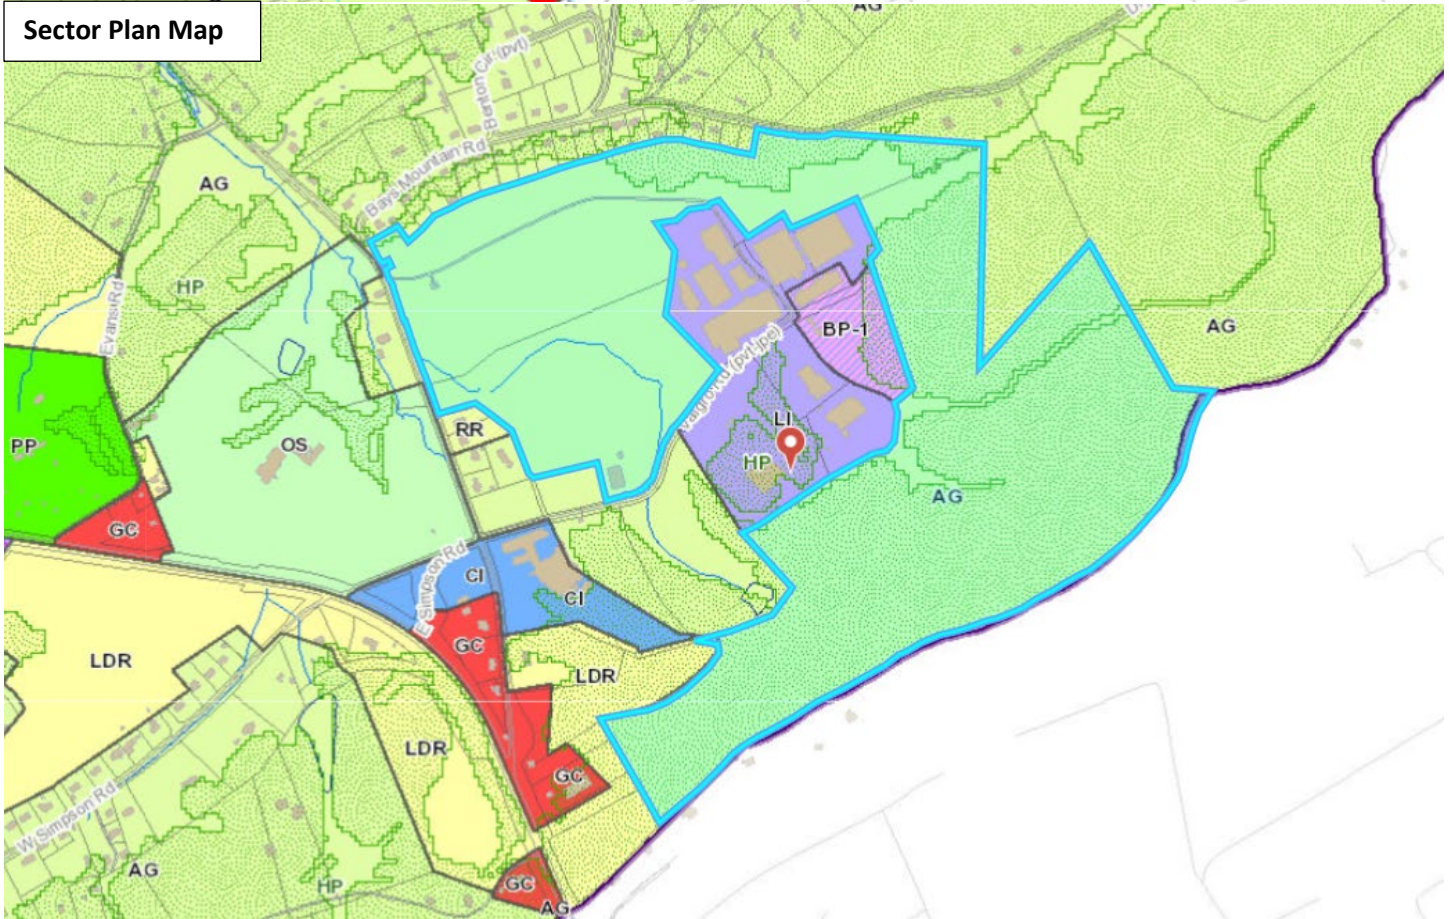 Sector Plan Map
AG
Benton Cir (pvt)
Bays Mountain Rd
AG
HP
Evans Rd
AG
BP-1
PP
OS
RR
LI
HP
AG
GC
E Simpson Rd
CI
CI
GC
LDR
LDR
LDR
GC
W Simpson Rd
AG
HP
GC
AG